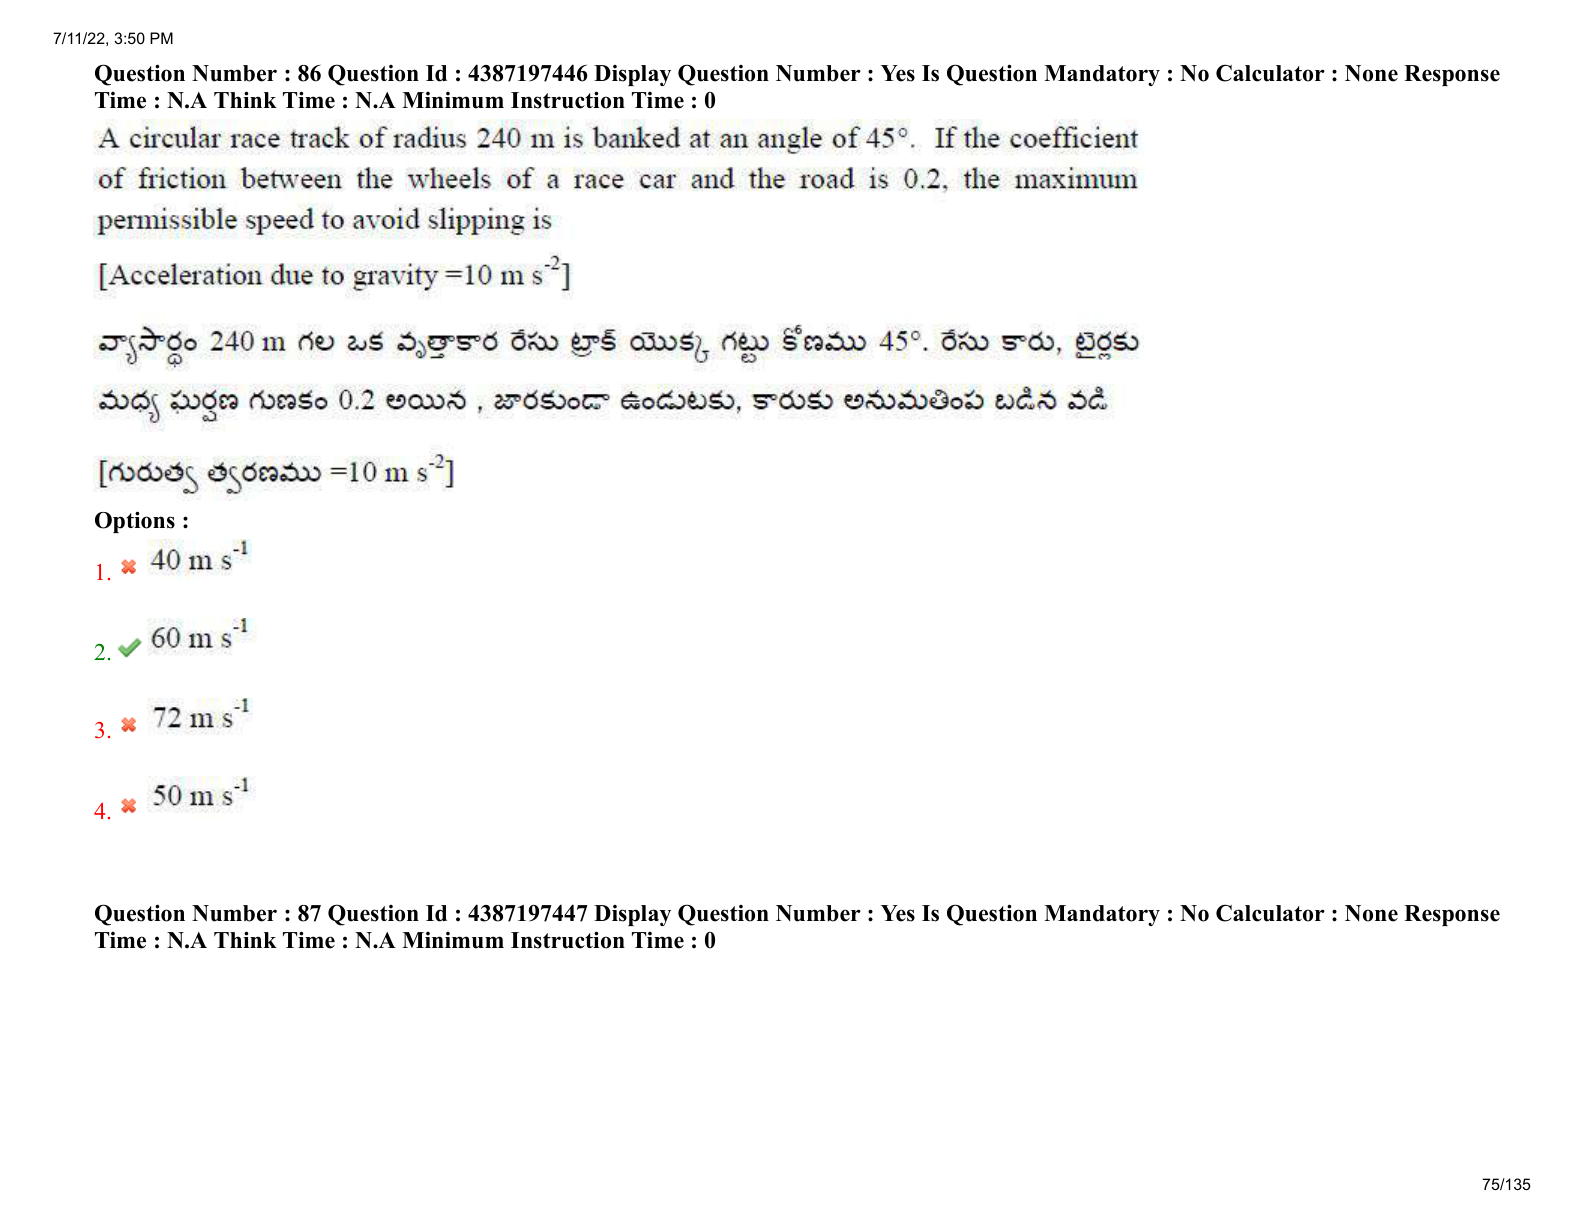 7/11/22, 3:50 PM
Question Number : 86 Question Id : 4387197446 Display Question Number : Yes Is Question Mandatory : No Calculator : None Response
Time : N.A Think Time : N.A Minimum Instruction Time : 0
A circular race track of radius 240 m is banked at an angle of 45°. If the coefficient
of friction between the wheels of a race car and the road is 0.2, the maximum
permissible speed to avoid slipping is
[Acceleration due to gravity =10 m s⁻²]
వ్యాసార్ధం 240 m గల ఒక వృత్తాకార రేసు ట్రాక్ యొక్క గట్టు కోణము 45°. రేసు కారు, టైర్లకు
మధ్య ఘర్షణ గుణకం 0.2 అయిన , జారకుండా ఉండుటకు, కారుకు అనుమతింప బడిన వడి
[గురుత్వ త్వరణము =10 m s⁻²]
Options :
1. 40 m s⁻¹
2. 60 m s⁻¹
3. 72 m s⁻¹
4. 50 m s⁻¹
Question Number : 87 Question Id : 4387197447 Display Question Number : Yes Is Question Mandatory : No Calculator : None Response
Time : N.A Think Time : N.A Minimum Instruction Time : 0
75/135